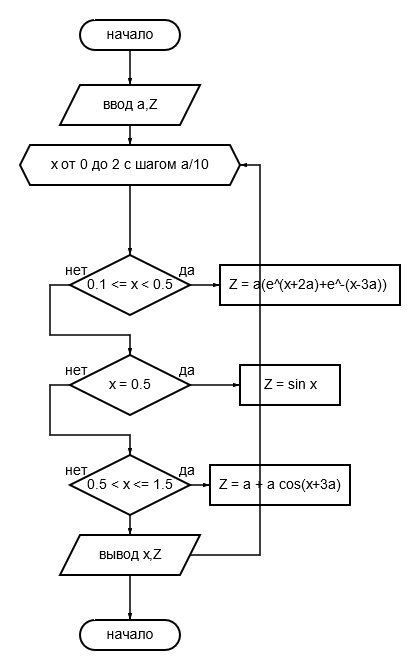 начало
ввод a,Z
x от 0 до 2 с шагом a/10
нет
да
0.1 <= x < 0.5
Z = a(e^(x+2a)+e^-(x-3a))
нет
да
x = 0.5
Z = sin x
нет
да
0.5 < x <= 1.5
Z = a + a cos(x+3a)
вывод x,Z
начало